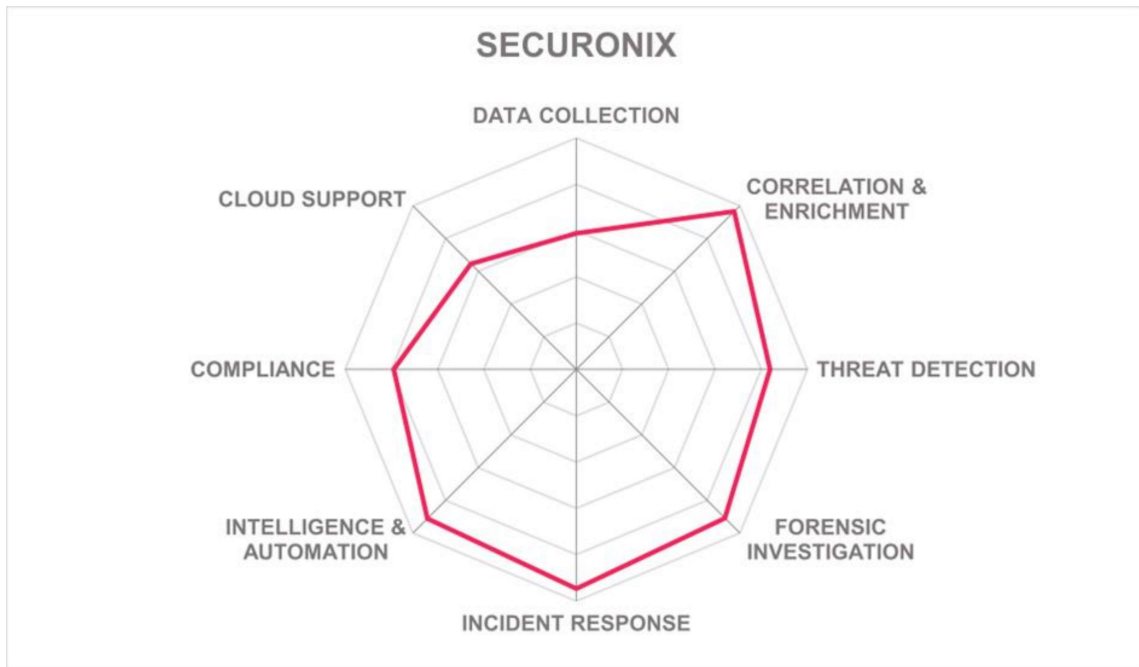 SECURONIX
DATA COLLECTION
CORRELATION &
ENRICHMENT
THREAT DETECTION
FORENSIC
INVESTIGATION
INCIDENT RESPONSE
INTELLIGENCE &
AUTOMATION
COMPLIANCE
CLOUD SUPPORT